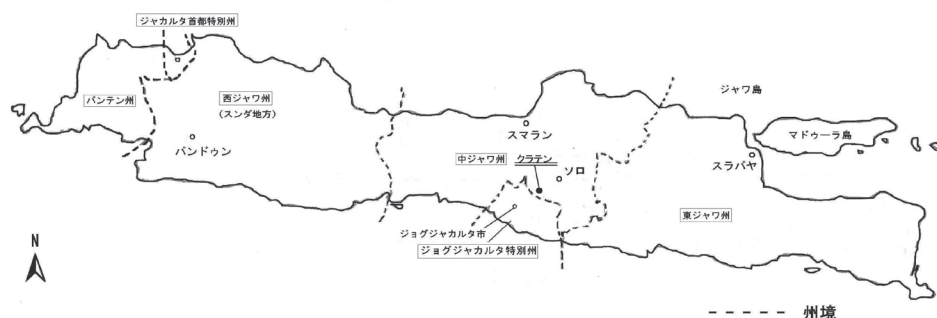 ジャカルタ首都特別州
バンテン州
西ジャワ州
(スンダ地方)
バンドゥン
スマラン
中ジャワ州
クラテン
ソロ
ジョグジャカルタ市
ジョグジャカルタ特別州
ジャワ島
マドゥーラ島
スラバヤ
東ジャワ州
N
州境